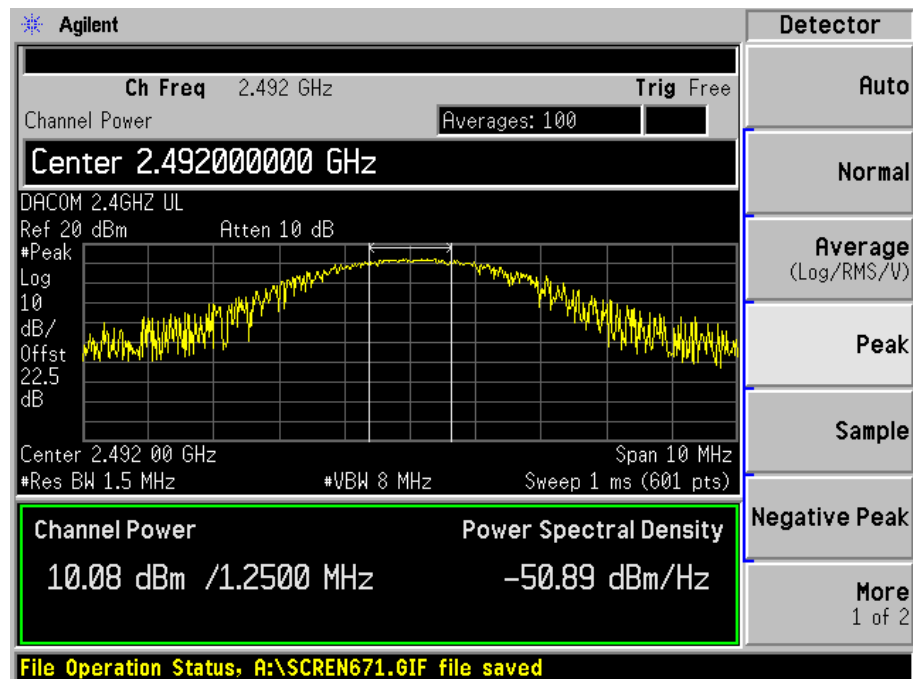 Agilent
Detector
Ch Freq 2.492 GHz Trig Free
Channel Power Averages: 100
Center 2.492000000 GHz
DACOM 2.4GHZ UL
Ref 20 dBm Atten 10 dB
#Peak
Log
10
dB/
Offst
22.5
dB
Center 2.492 00 GHz Span 10 MHz
#Res BW 1.5 MHz #VBW 8 MHz Sweep 1 ms (601 pts)
Channel Power Power Spectral Density
10.08 dBm /1.2500 MHz -50.89 dBm/Hz
File Operation Status, A:\SCREN671.GIF file saved
Auto
Normal
Average
(Log/RMS/V)
Peak
Sample
Negative Peak
More
1 of 2